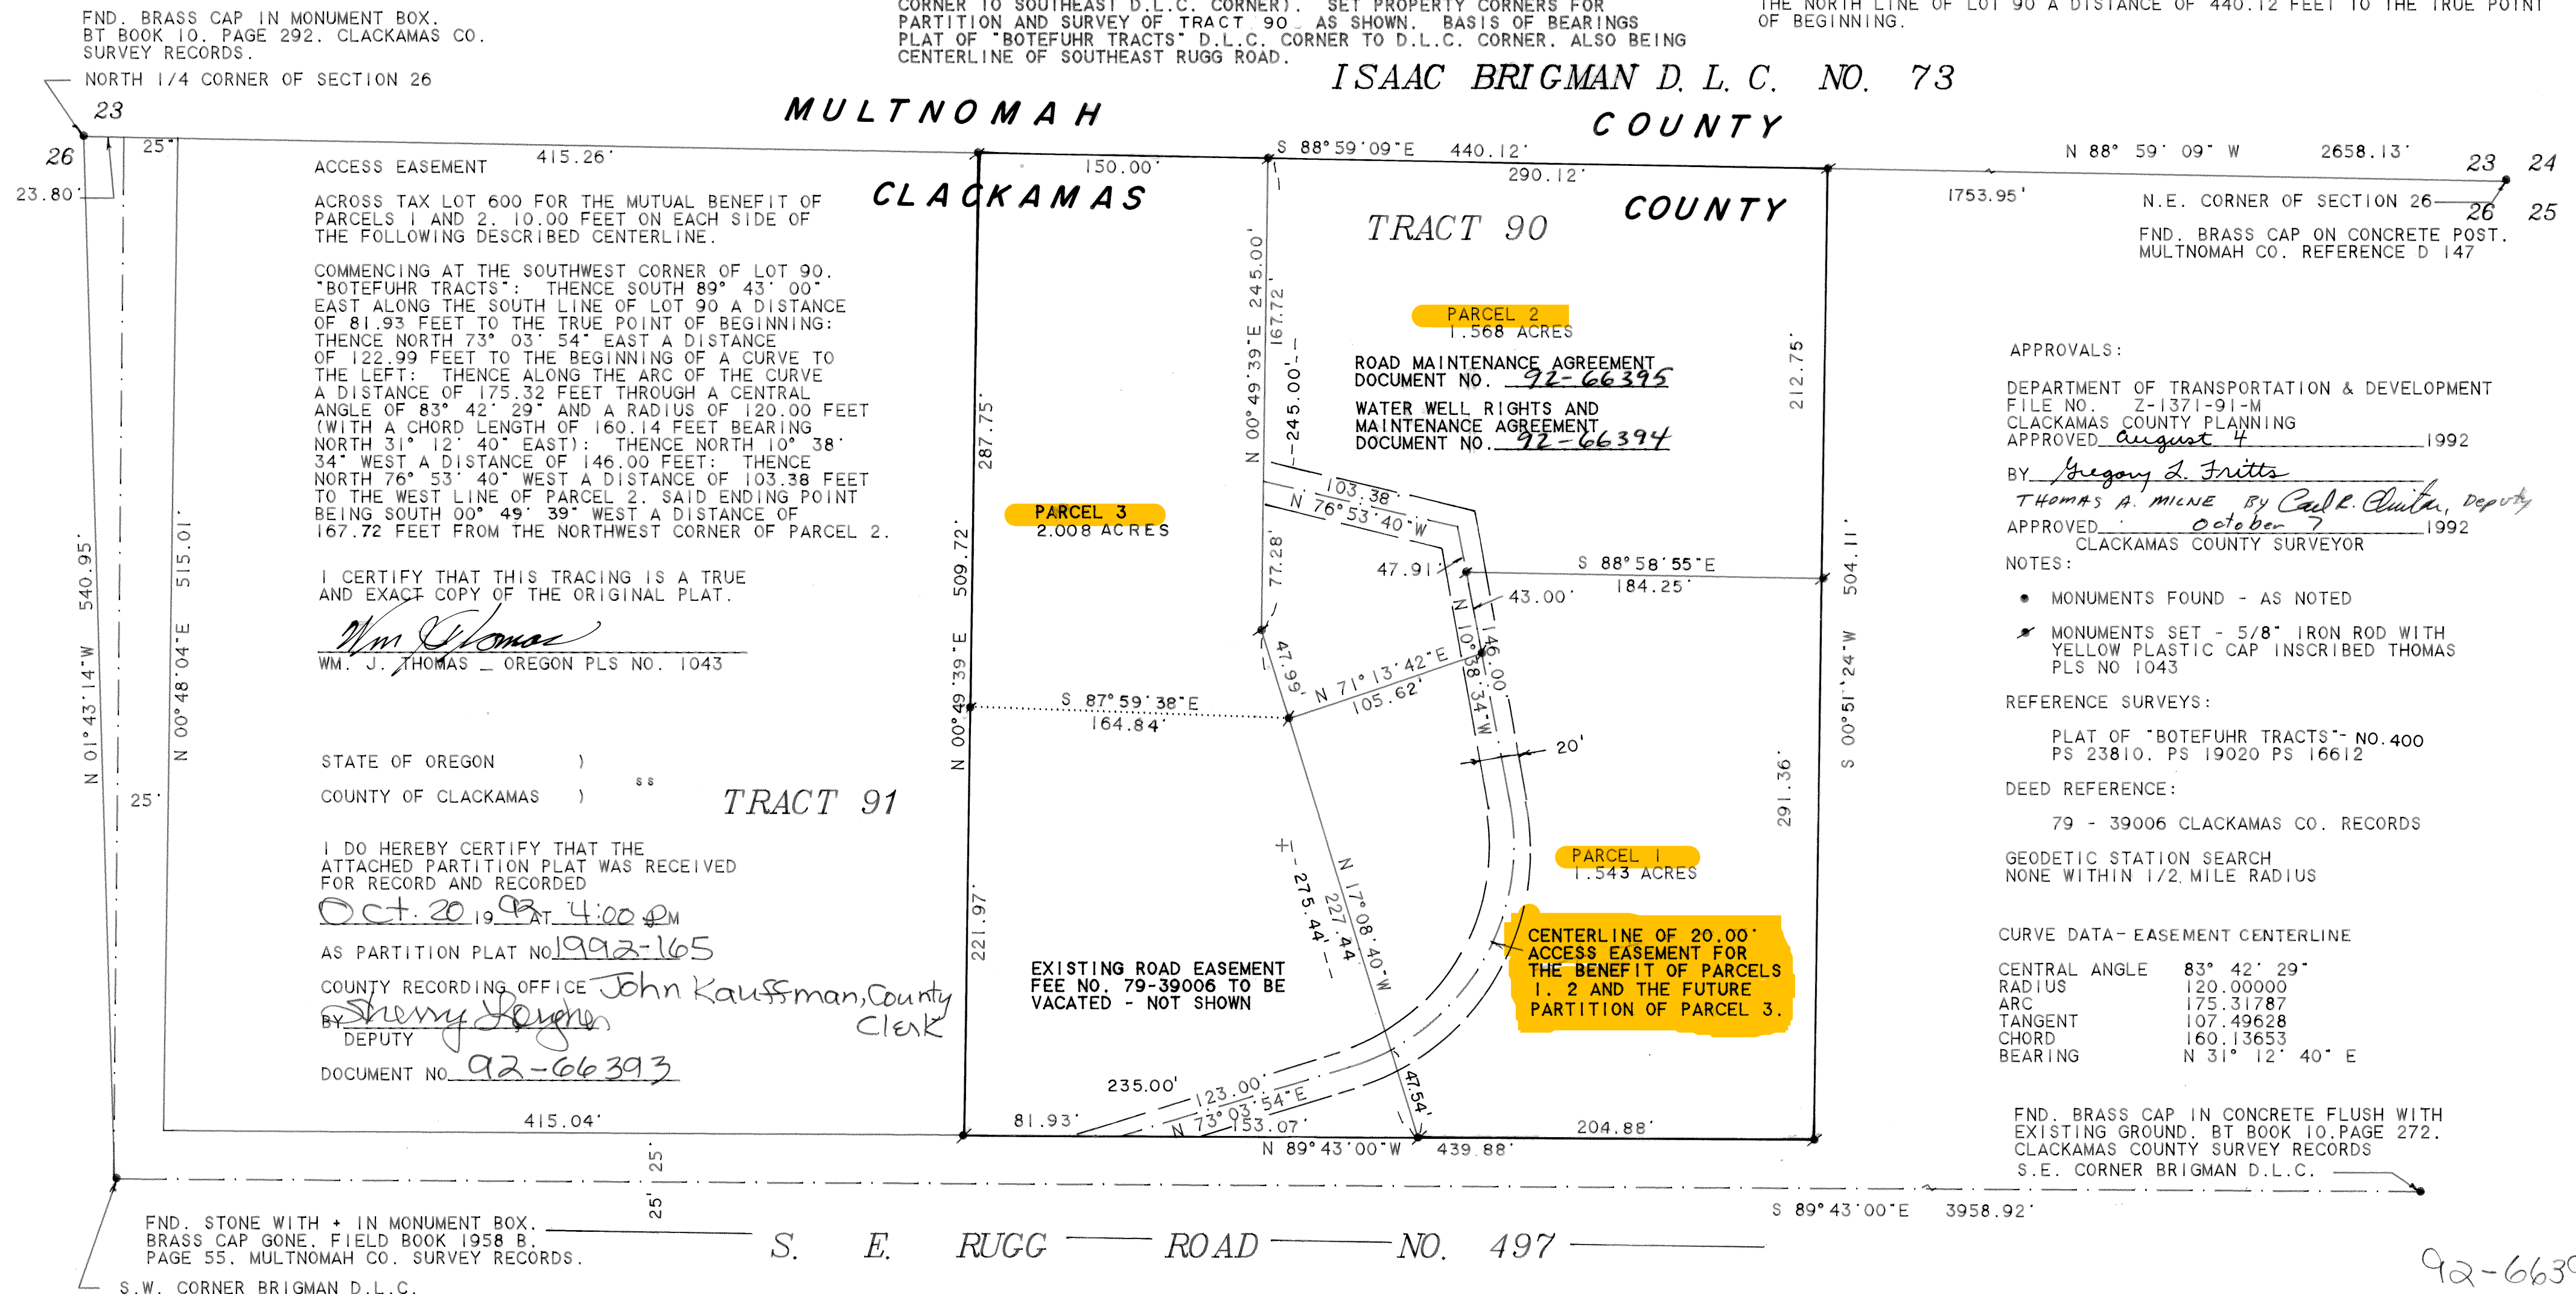 FND. BRASS CAP IN MONUMENT BOX.
BT BOOK 10. PAGE 292. CLACKAMAS CO.
SURVEY RECORDS.
NORTH 1/4 CORNER OF SECTION 26
CORNER TO SOUTHEAST D.L.C. CORNER). SET PROPERTY CORNERS FOR
PARTITION AND SURVEY OF TRACT 90 AS SHOWN. BASIS OF BEARINGS
PLAT OF "BOTEFUHR TRACTS" D.L.C. CORNER TO D.L.C. CORNER. ALSO BEING
CENTERLINE OF SOUTHEAST RUGG ROAD.
THE NORTH LINE OF LOT 90 A DISTANCE OF 440.12 FEET TO THE TRUE POINT
OF BEGINNING.
ISAAC BRIGMAN D. L. C. NO. 73
MULTNOMAH COUNTY
CLACKAMAS COUNTY
23
26
23.80'
25'
415.26'
150.00'
S 88°59'09"E 440.12'
290.12'
N 88° 59' 09" W 2658.13'
1753.95'
23 24
26 25
N.E. CORNER OF SECTION 26
FND. BRASS CAP ON CONCRETE POST.
MULTNOMAH CO. REFERENCE D 147
ACCESS EASEMENT
ACROSS TAX LOT 600 FOR THE MUTUAL BENEFIT OF
PARCELS 1 AND 2. 10.00 FEET ON EACH SIDE OF
THE FOLLOWING DESCRIBED CENTERLINE.
COMMENCING AT THE SOUTHWEST CORNER OF LOT 90.
"BOTEFUHR TRACTS": THENCE SOUTH 89° 43' 00"
EAST ALONG THE SOUTH LINE OF LOT 90 A DISTANCE
OF 81.93 FEET TO THE TRUE POINT OF BEGINNING:
THENCE NORTH 73° 03' 54" EAST A DISTANCE
OF 122.99 FEET TO THE BEGINNING OF A CURVE TO
THE LEFT: THENCE ALONG THE ARC OF THE CURVE
A DISTANCE OF 175.32 FEET THROUGH A CENTRAL
ANGLE OF 83° 42' 29" AND A RADIUS OF 120.00 FEET
(WITH A CHORD LENGTH OF 160.14 FEET BEARING
NORTH 31° 12' 40" EAST): THENCE NORTH 10° 38'
34" WEST A DISTANCE OF 146.00 FEET: THENCE
NORTH 76° 53' 40" WEST A DISTANCE OF 103.38 FEET
TO THE WEST LINE OF PARCEL 2. SAID ENDING POINT
BEING SOUTH 00° 49' 39" WEST A DISTANCE OF
167.72 FEET FROM THE NORTHWEST CORNER OF PARCEL 2.
I CERTIFY THAT THIS TRACING IS A TRUE
AND EXACT COPY OF THE ORIGINAL PLAT.
Wm J Thomas
WM. J. THOMAS _ OREGON PLS NO. 1043
STATE OF OREGON )
ss
COUNTY OF CLACKAMAS )
TRACT 91
I DO HEREBY CERTIFY THAT THE
ATTACHED PARTITION PLAT WAS RECEIVED
FOR RECORD AND RECORDED
Oct. 20 1992 AT 4:00 PM
AS PARTITION PLAT NO 1992-165
COUNTY RECORDING OFFICE John Kauffman, County
Clerk
BY Sherry
DEPUTY
DOCUMENT NO 92-66393
N 01°43'14"W 540.95'
N 00°48'04"E 515.01'
25'
415.04'
N 00°49'39"E 509.72'
287.75'
221.97'
TRACT 90
N 00°49'39"E 245.00'
167.72'
--245.00'--
77.28'
PARCEL 2
1.568 ACRES
ROAD MAINTENANCE AGREEMENT
DOCUMENT NO. 92-66395
WATER WELL RIGHTS AND
MAINTENANCE AGREEMENT
DOCUMENT NO. 92-66394
212.75'
PARCEL 3
2.008 ACRES
103.38'
N 76°53'40"W
47.91'
S 88°58'55"E
184.25'
43.00'
N 10°38'34"W
146.00'
47.99'
N 71°13'42"E
105.62'
S 87°59'38"E
164.84'
20'
S 00°51'24"W 504.11'
291.36'
N 17°08'40"W
227.44
275.44'
PARCEL 1
1.543 ACRES
CENTERLINE OF 20.00'
ACCESS EASEMENT FOR
THE BENEFIT OF PARCELS
1. 2 AND THE FUTURE
PARTITION OF PARCEL 3.
EXISTING ROAD EASEMENT
FEE NO. 79-39006 TO BE
VACATED - NOT SHOWN
235.00'
123.00'
N 73°03'54"E
47.54'
81.93'
153.07'
204.88'
N 89°43'00"W 439.88'
APPROVALS:
DEPARTMENT OF TRANSPORTATION & DEVELOPMENT
FILE NO. Z-1371-91-M
CLACKAMAS COUNTY PLANNING
APPROVED August 4 1992
BY Gregory L. Fritts
THOMAS A. MILNE By Carl R. Clinton, Deputy
APPROVED October 7 1992
CLACKAMAS COUNTY SURVEYOR
NOTES:
MONUMENTS FOUND - AS NOTED
MONUMENTS SET - 5/8" IRON ROD WITH
YELLOW PLASTIC CAP INSCRIBED THOMAS
PLS NO 1043
REFERENCE SURVEYS:
PLAT OF "BOTEFUHR TRACTS"- NO. 400
PS 23810. PS 19020 PS 16612
DEED REFERENCE:
79 - 39006 CLACKAMAS CO. RECORDS
GEODETIC STATION SEARCH
NONE WITHIN 1/2 MILE RADIUS
CURVE DATA- EASEMENT CENTERLINE
CENTRAL ANGLE 83° 42' 29"
RADIUS 120.00000
ARC 175.31787
TANGENT 107.49628
CHORD 160.13653
BEARING N 31° 12' 40" E
FND. BRASS CAP IN CONCRETE FLUSH WITH
EXISTING GROUND. BT BOOK 10. PAGE 272.
CLACKAMAS COUNTY SURVEY RECORDS
S.E. CORNER BRIGMAN D.L.C.
25'
25'
S 89°43'00"E 3958.92'
FND. STONE WITH + IN MONUMENT BOX.
BRASS CAP GONE. FIELD BOOK 1958 B.
PAGE 55. MULTNOMAH CO. SURVEY RECORDS.
S. E. RUGG ROAD NO. 497
S.W. CORNER BRIGMAN D.L.C.
92-6639